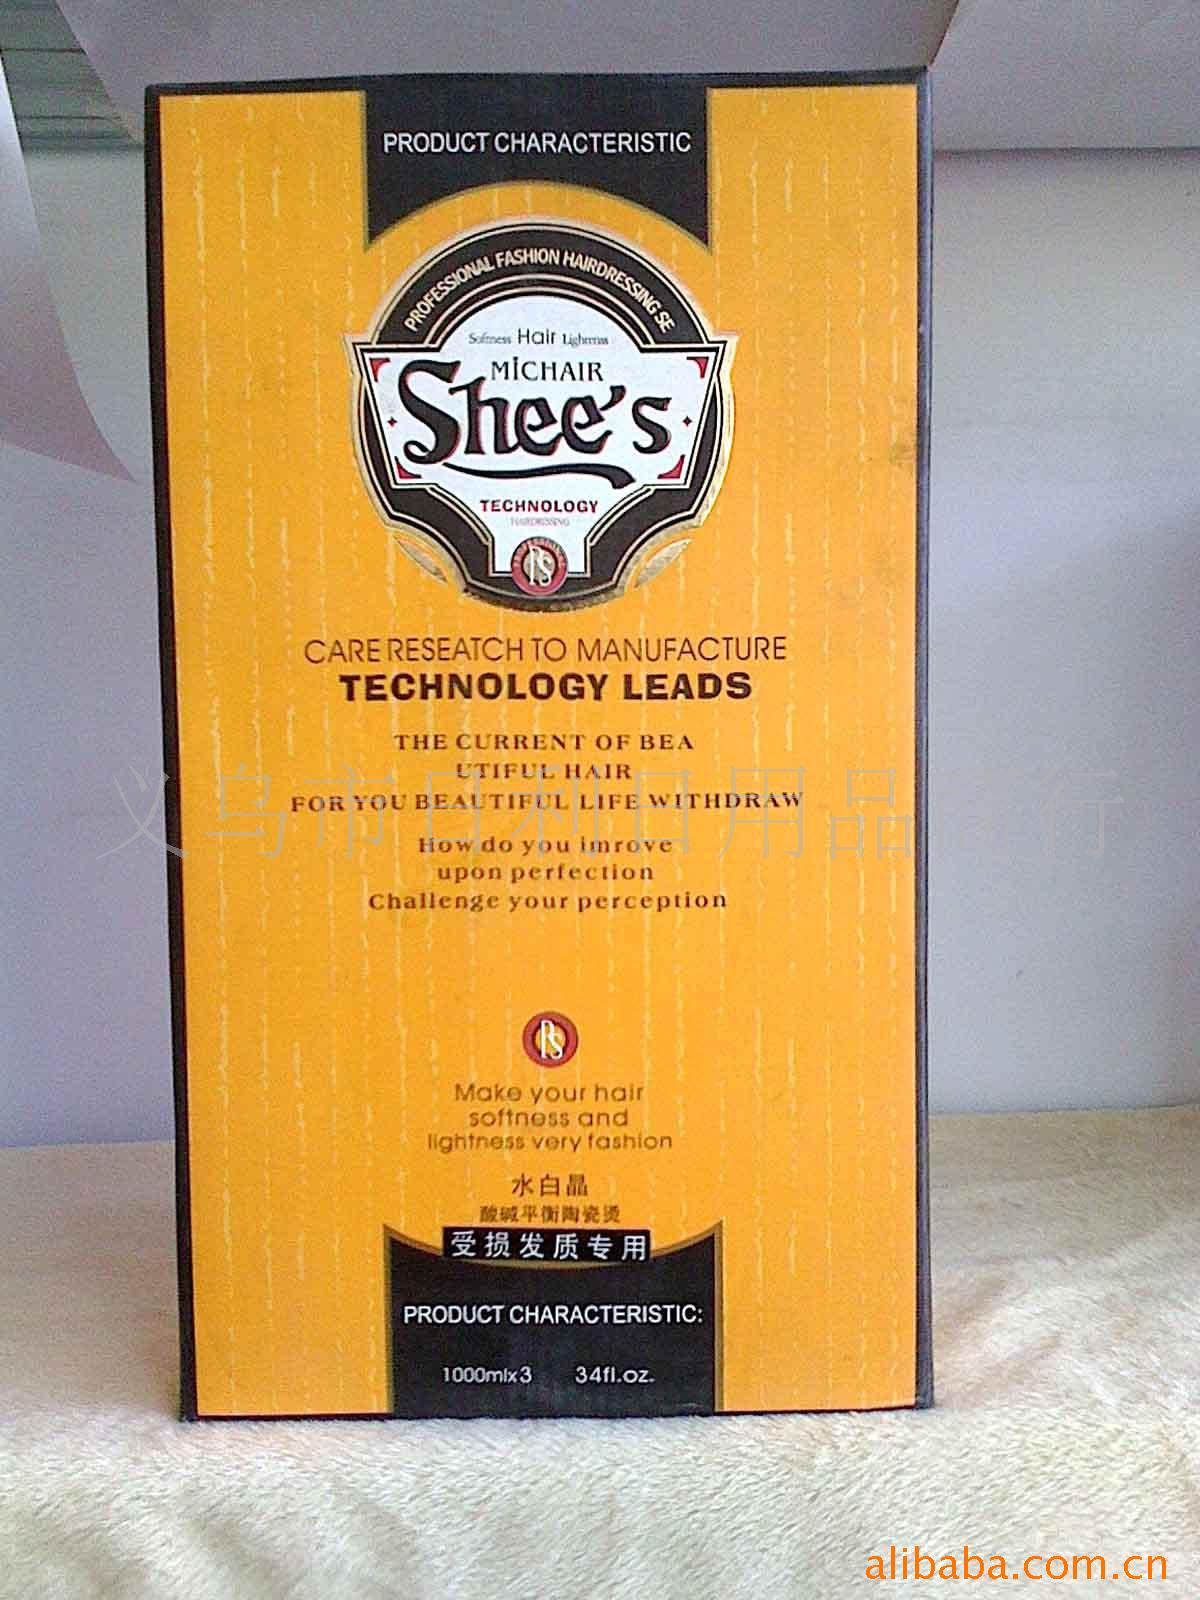 PRODUCT CHARACTERISTIC
PROFESSIONAL FASHION HAIRDRESSING SE
Softness Hair Lightness
MiCHAIR
Shee's
TECHNOLOGY
HAIRDRESSING
PROFESSIONAL
PS
CARE RESEATCH TO MANUFACTURE
TECHNOLOGY LEADS
THE CURRENT OF BEA
UTIFUL HAIR
FOR YOU BEAUTIFUL LIFE WITHDRAW
义乌市日利日用品 行
How do you imrove
upon perfection
Challenge your perception
PS
Make your hair
softness and
lightness very fashion
水白晶
酸碱平衡陶瓷烫
受损发质专用
PRODUCT CHARACTERISTIC:
1000mlx3 34fl.oz.
alibaba.com.cn